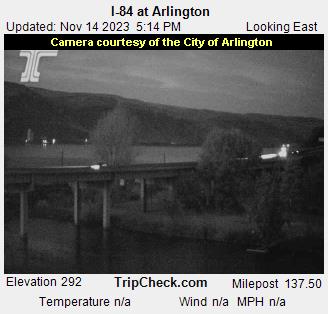 I-84 at Arlington
Updated: Nov 14 2023 5:14 PM Looking East
Camera courtesy of the City of Arlington
Elevation 292 TripCheck.com Milepost 137.50
Temperature n/a Wind n/a MPH n/a